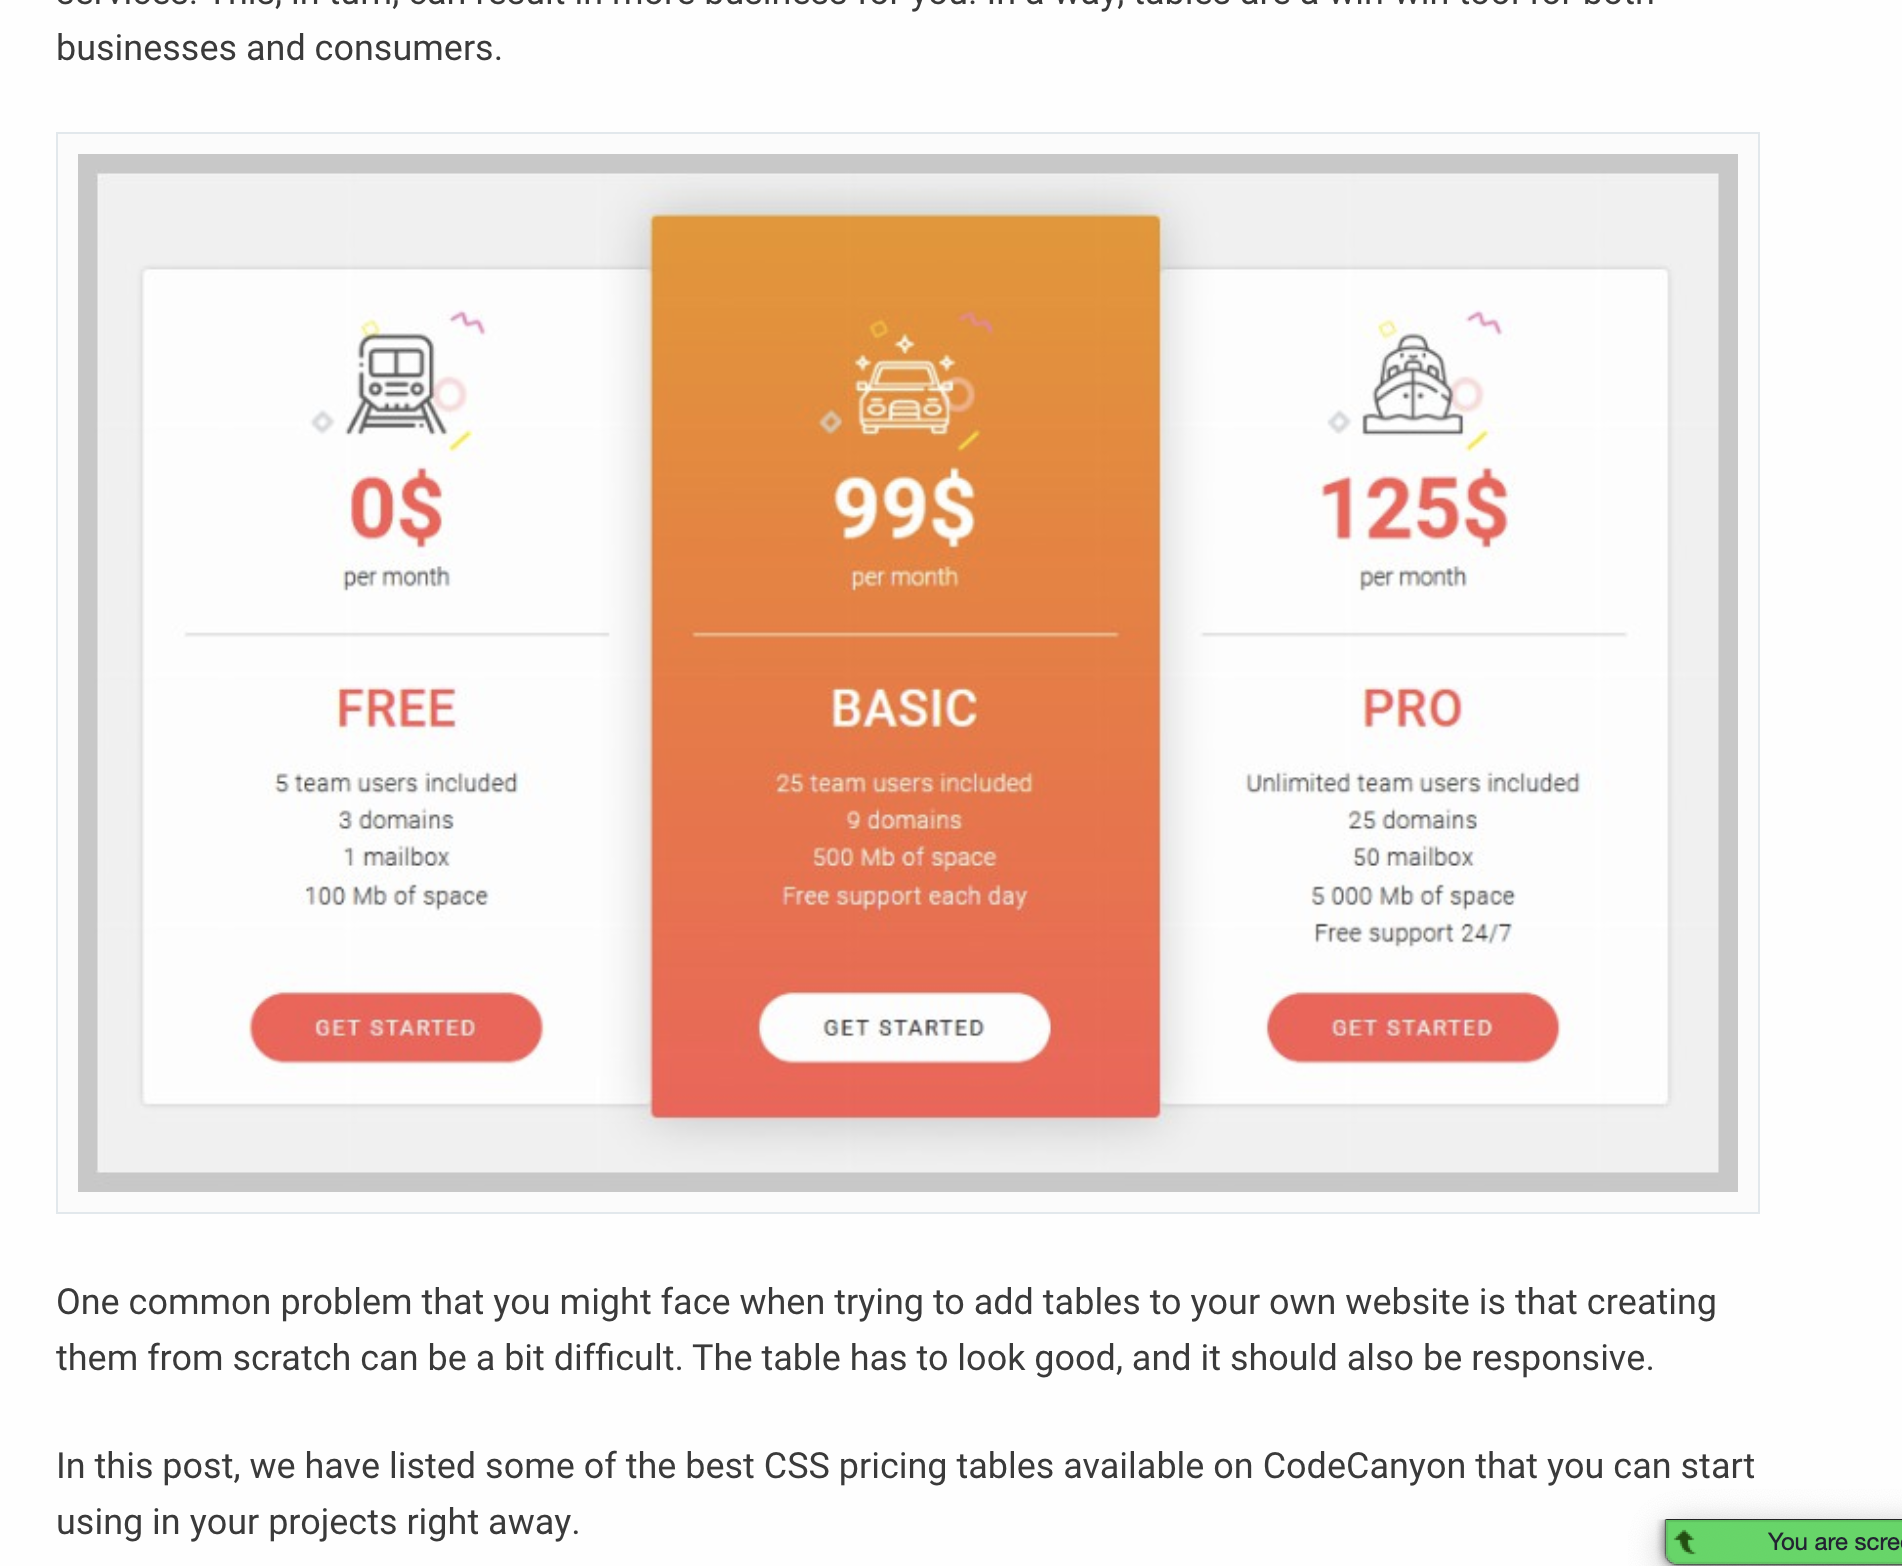 businesses and consumers.
0$
per month
FREE
5 team users included
3 domains
1 mailbox
100 Mb of space
GET STARTED
99$
per month
BASIC
25 team users included
9 domains
500 Mb of space
Free support each day
GET STARTED
125$
per month
PRO
Unlimited team users included
25 domains
50 mailbox
5 000 Mb of space
Free support 24/7
GET STARTED
One common problem that you might face when trying to add tables to your own website is that creating
them from scratch can be a bit difficult. The table has to look good, and it should also be responsive.
In this post, we have listed some of the best CSS pricing tables available on CodeCanyon that you can start
using in your projects right away.
You are